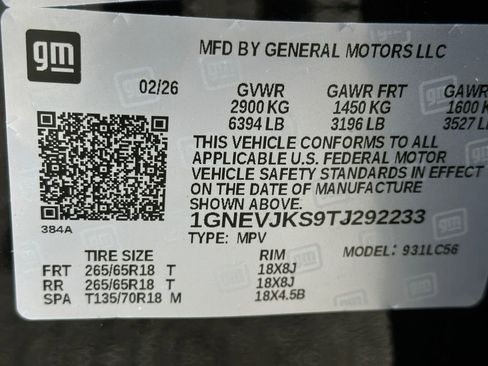 gm
MFD BY GENERAL MOTORS LLC
02/26 GVWR GAWR FRT GAWR
2900 KG 1450 KG 1600 K
6394 LB 3196 LB 3527 LB
THIS VEHICLE CONFORMS TO ALL
APPLICABLE U.S. FEDERAL MOTOR
VEHICLE SAFETY STANDARDS IN EFFECT
ON THE DATE OF MANUFACTURE
SHOWN ABOVE.
384A
1GNEVJKS9TJ292233
TYPE: MPV MODEL: 931LC56
TIRE SIZE RIM
FRT 265/65R18 T 18X8J
RR 265/65R18 T 18X8J
SPA T135/70R18 M 18X4.5B